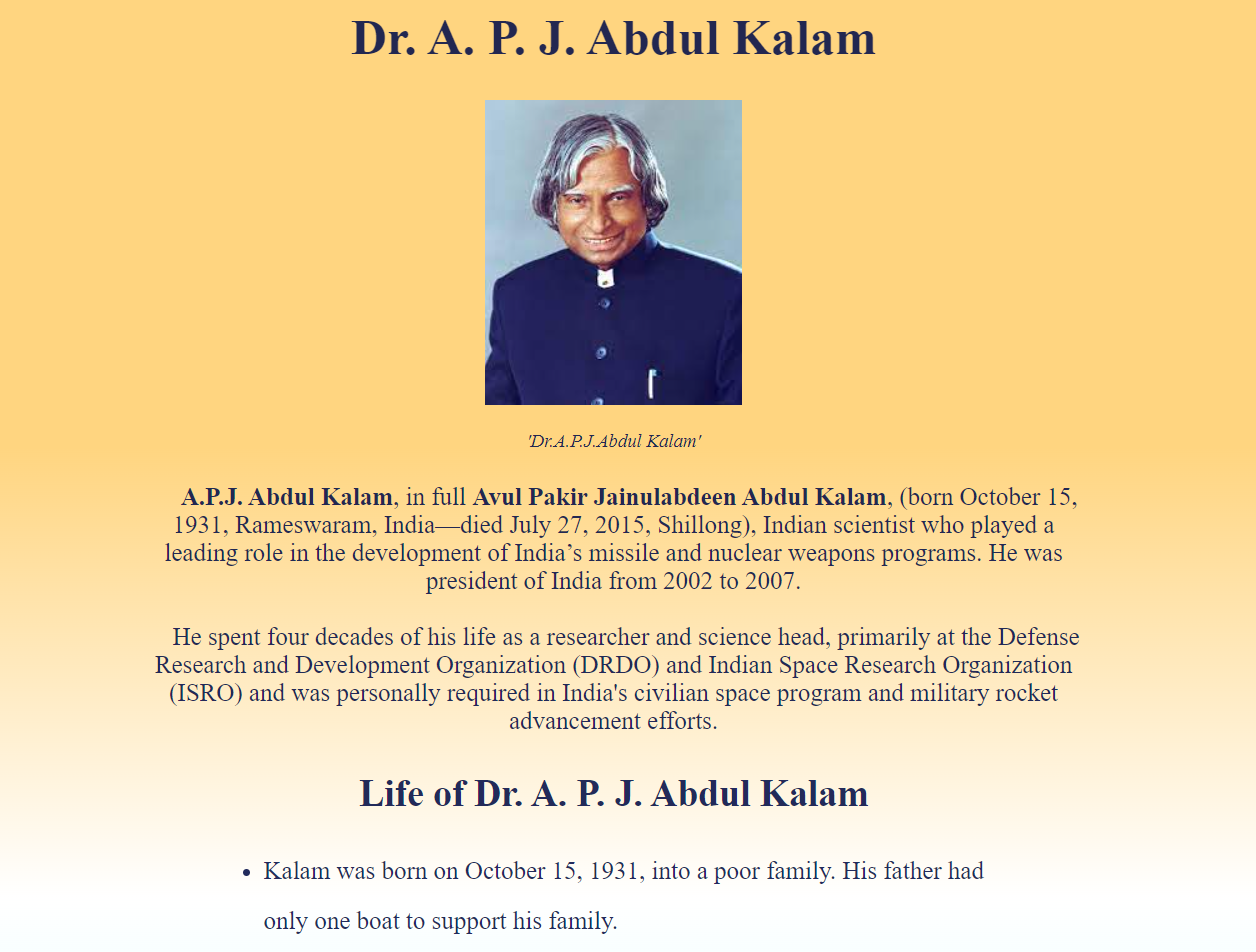 Dr. A. P. J. Abdul Kalam
'Dr.A.P.J.Abdul Kalam'
A.P.J. Abdul Kalam, in full Avul Pakir Jainulabdeen Abdul Kalam, (born October 15,
1931, Rameswaram, India—died July 27, 2015, Shillong), Indian scientist who played a
leading role in the development of India’s missile and nuclear weapons programs. He was
president of India from 2002 to 2007.
He spent four decades of his life as a researcher and science head, primarily at the Defense
Research and Development Organization (DRDO) and Indian Space Research Organization
(ISRO) and was personally required in India's civilian space program and military rocket
advancement efforts.
Life of Dr. A. P. J. Abdul Kalam
• Kalam was born on October 15, 1931, into a poor family. His father had
only one boat to support his family.